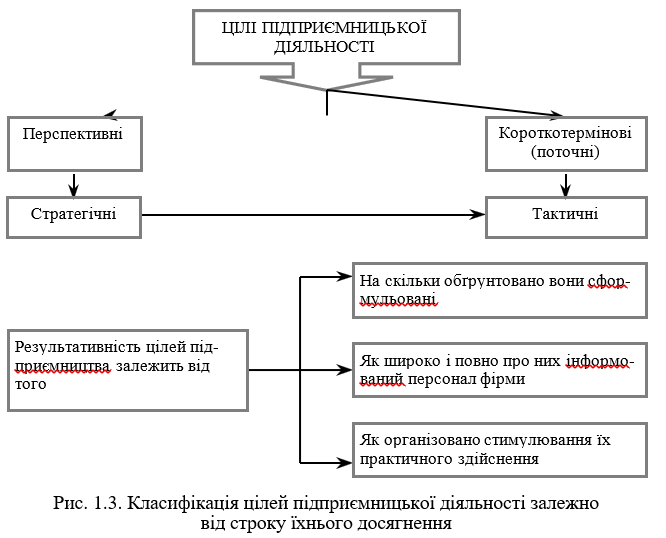 ЦІЛІ ПІДПРИЄМНИЦЬКОЇ
ДІЯЛЬНОСТІ
Перспективні
Короткотермінові
(поточні)
Стратегічні
Тактичні
На скільки обґрунтовано вони сфор-
мульовані
Результативність цілей під-
приємництва залежить від
того
Як широко і повно про них інформо-
ваний персонал фірми
Як організовано стимулювання їх
практичного здійснення
Рис. 1.3. Класифікація цілей підприємницької діяльності залежно
від строку їхнього досягнення